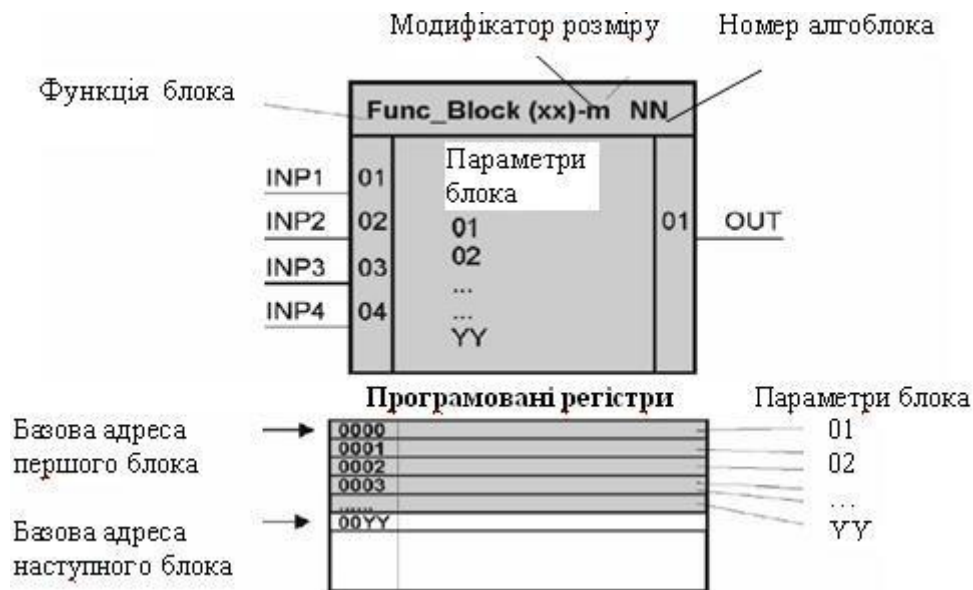 Модифікатор розміру
Номер алгоблока
Функція блока
Func_Block (xx)-m NN
Параметри
блока
INP1 01
INP2 02
INP3 03
INP4 04
01
02
...
...
YY
01 OUT
Програмовані регістри
Параметри блока
Базова адреса
першого блока
0000
0001
0002
0003
......
00YY
01
02
...
YY
Базова адреса
наступного блока